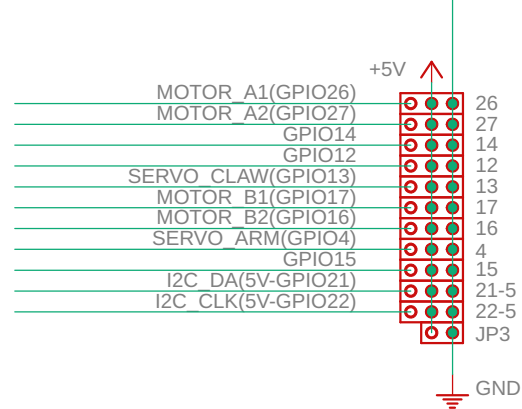 +5V
MOTOR_A1(GPIO26) 26
MOTOR_A2(GPIO27) 27
GPIO14 14
GPIO12 12
SERVO_CLAW(GPIO13) 13
MOTOR_B1(GPIO17) 17
MOTOR_B2(GPIO16) 16
SERVO_ARM(GPIO4) 4
GPIO15 15
I2C_DA(5V-GPIO21) 21-5
I2C_CLK(5V-GPIO22) 22-5
JP3
GND